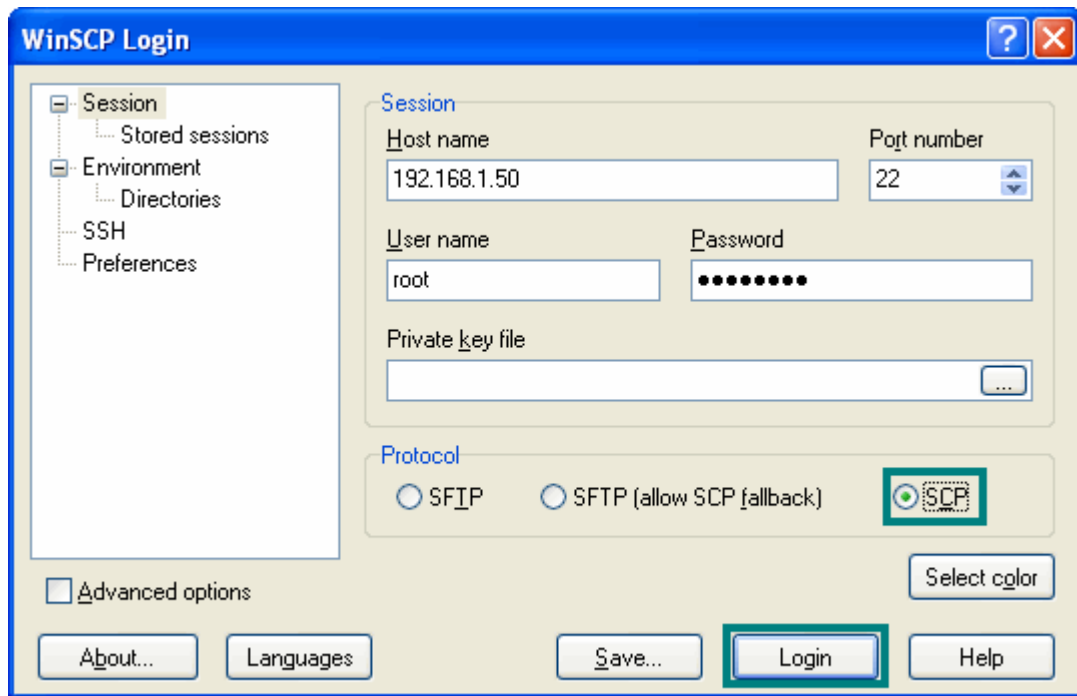 WinSCP Login
Session
Stored sessions
Environment
Directories
SSH
Preferences
Session
Host name Port number
192.168.1.50 22
User name Password
root ●●●●●●●●
Private key file
...
Protocol
SFTP SFTP (allow SCP fallback) SCP
Select color
Advanced options
About... Languages Save... Login Help